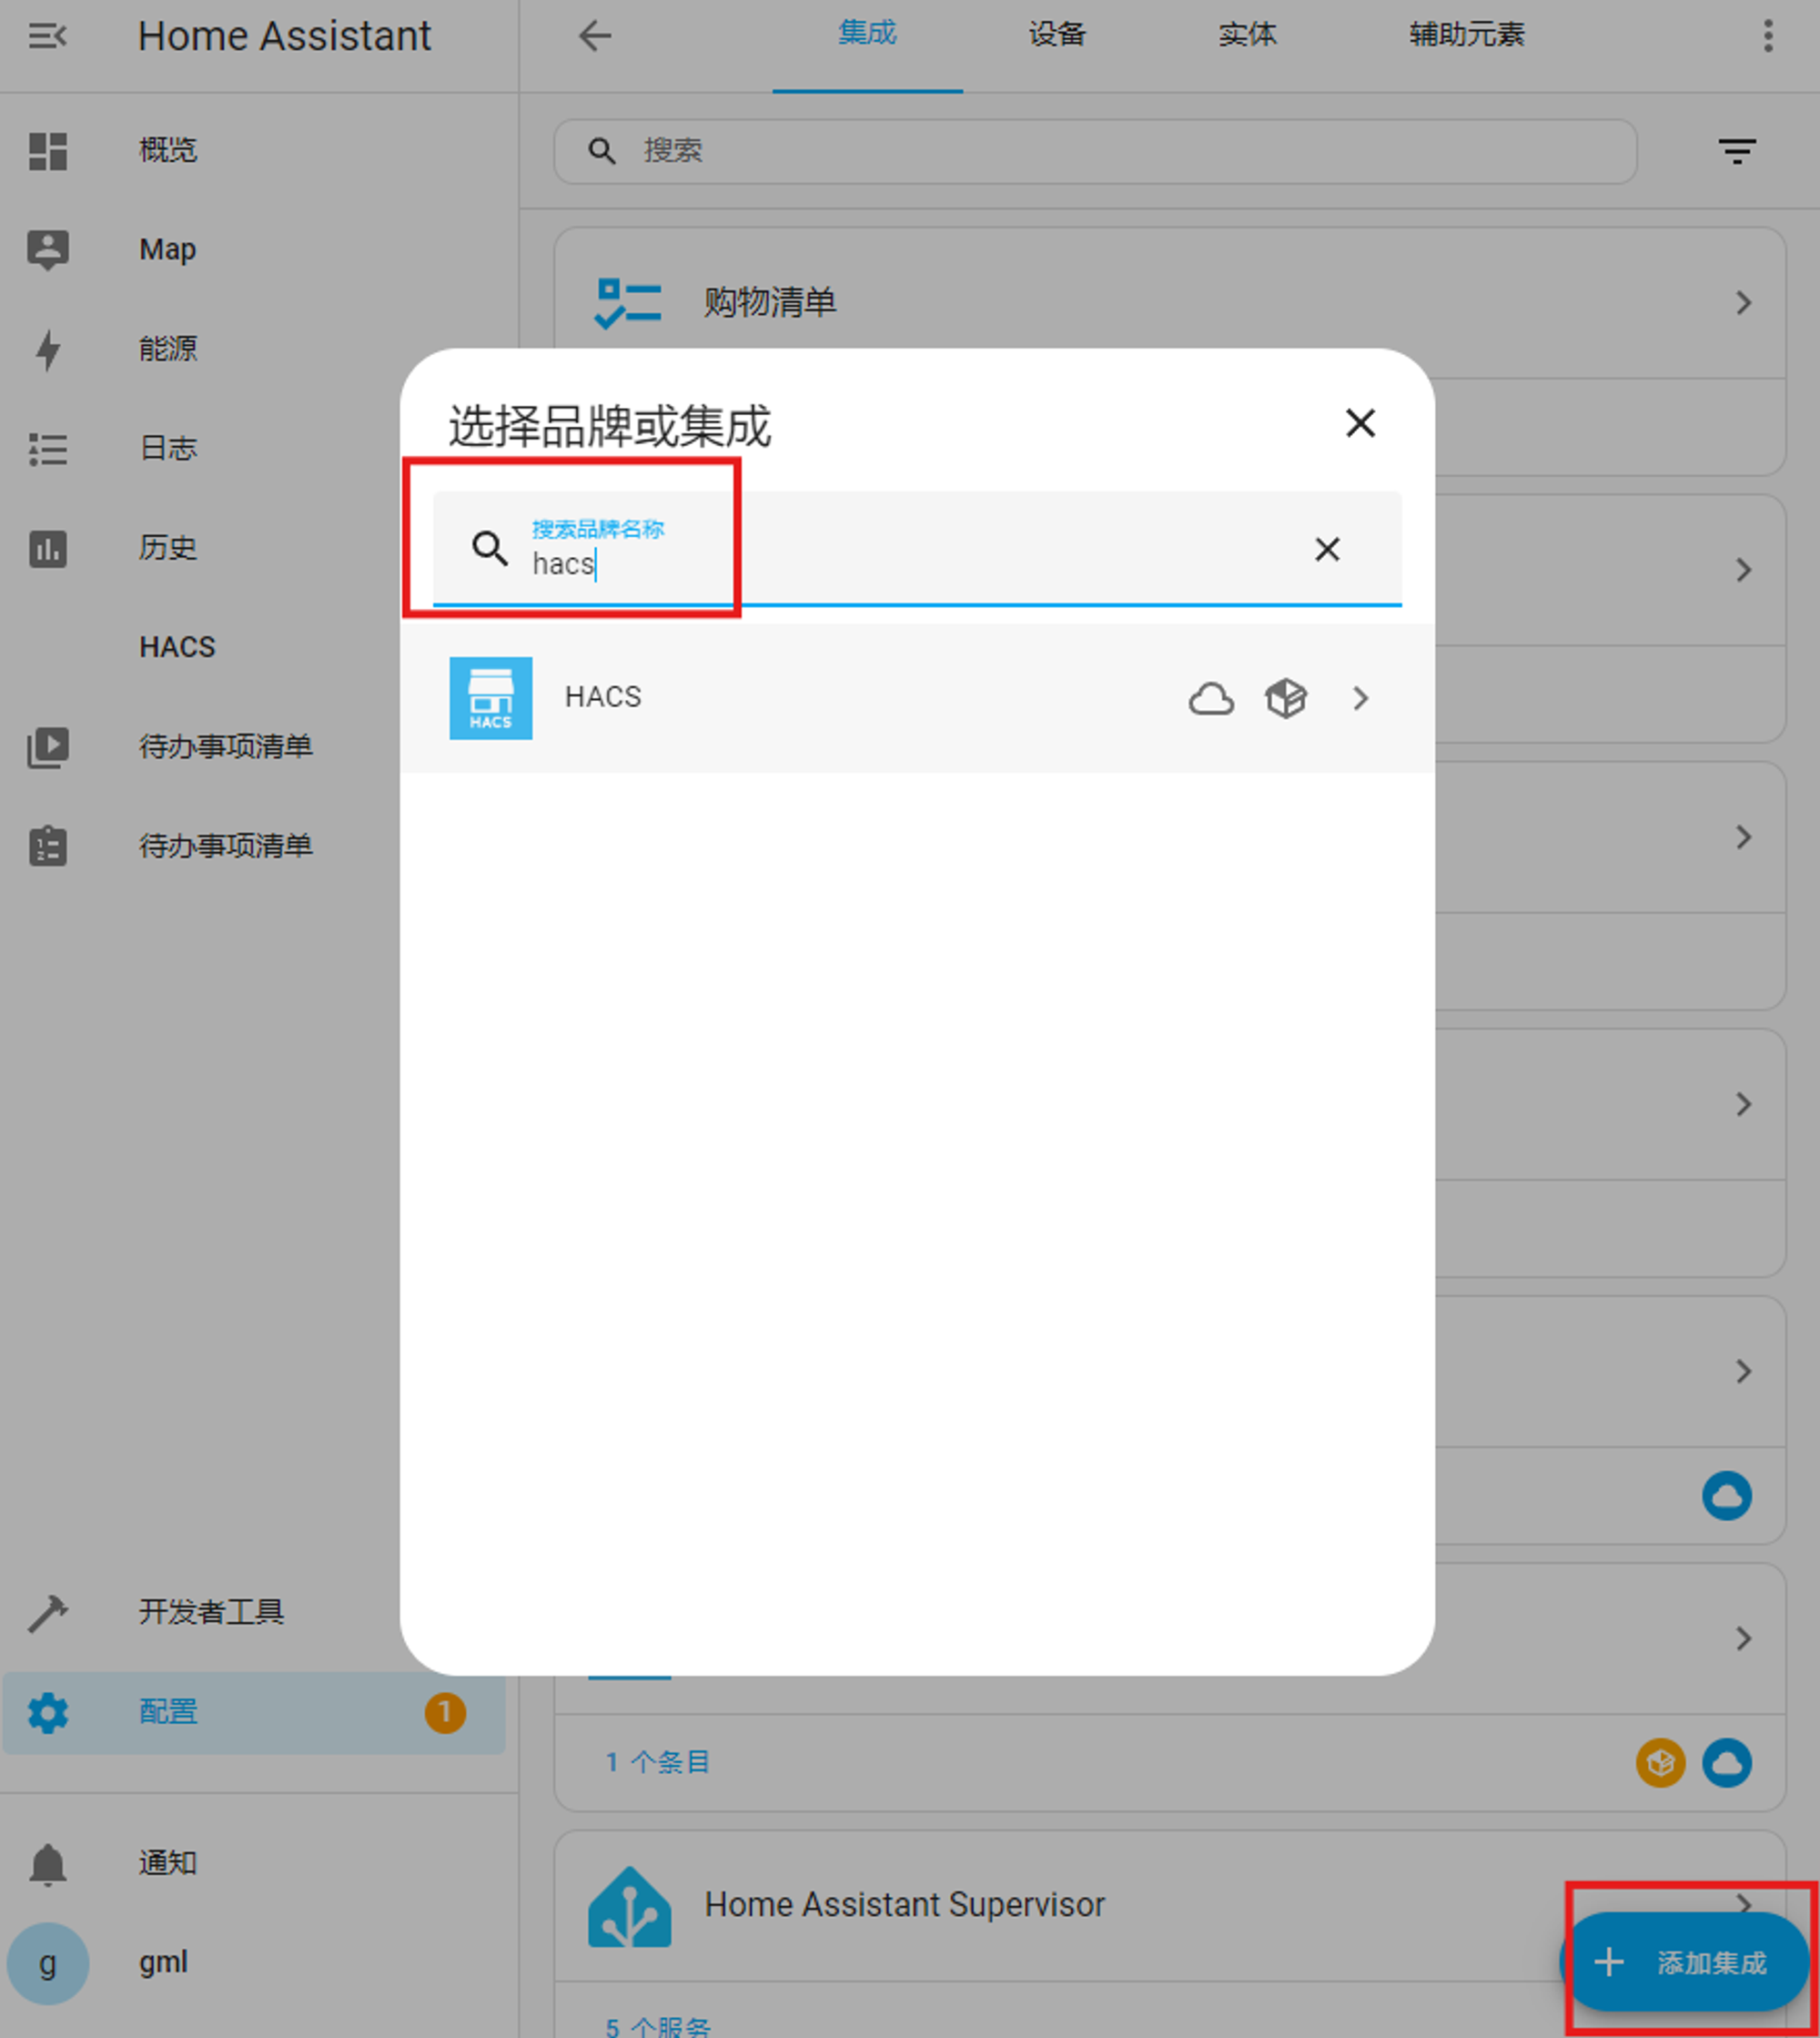 Home Assistant
概览
Map
能源
日志
历史
HACS
待办事项清单
待办事项清单
开发者工具
配置
1
通知
g
gml
集成
设备
实体
辅助元素
搜索
购物清单
选择品牌或集成
搜索品牌名称
hacs
HACS
HACS
1 个条目
Home Assistant Supervisor
添加集成
5 个服务